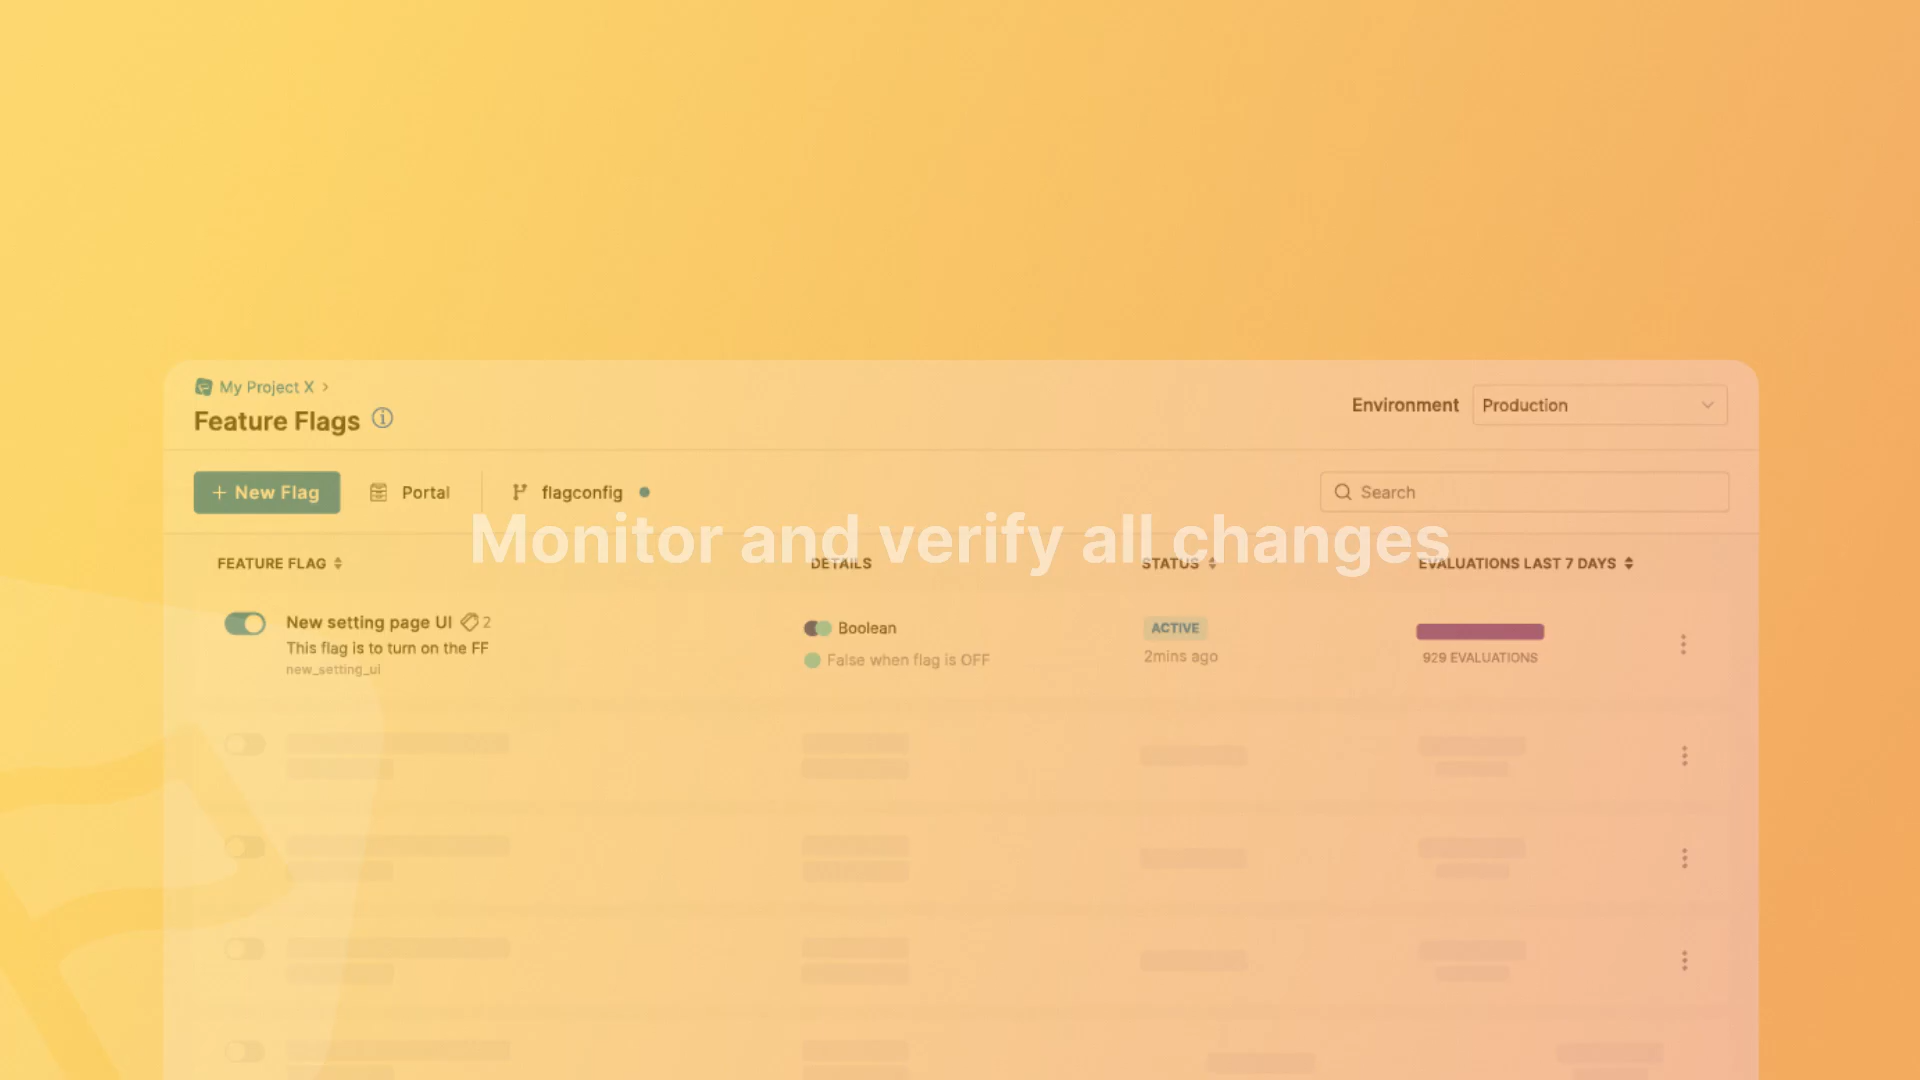 My Project X
Feature Flags
Environment
Production
+ New Flag
Portal
flagconfig
Search
Monitor and verify all changes
FEATURE FLAG
DETAILS
STATUS
EVALUATIONS LAST 7 DAYS
New setting page UI 2
This flag is to turn on the FF
new_setting_ui
Boolean
False when flag is OFF
ACTIVE
2mins ago
929 EVALUATIONS